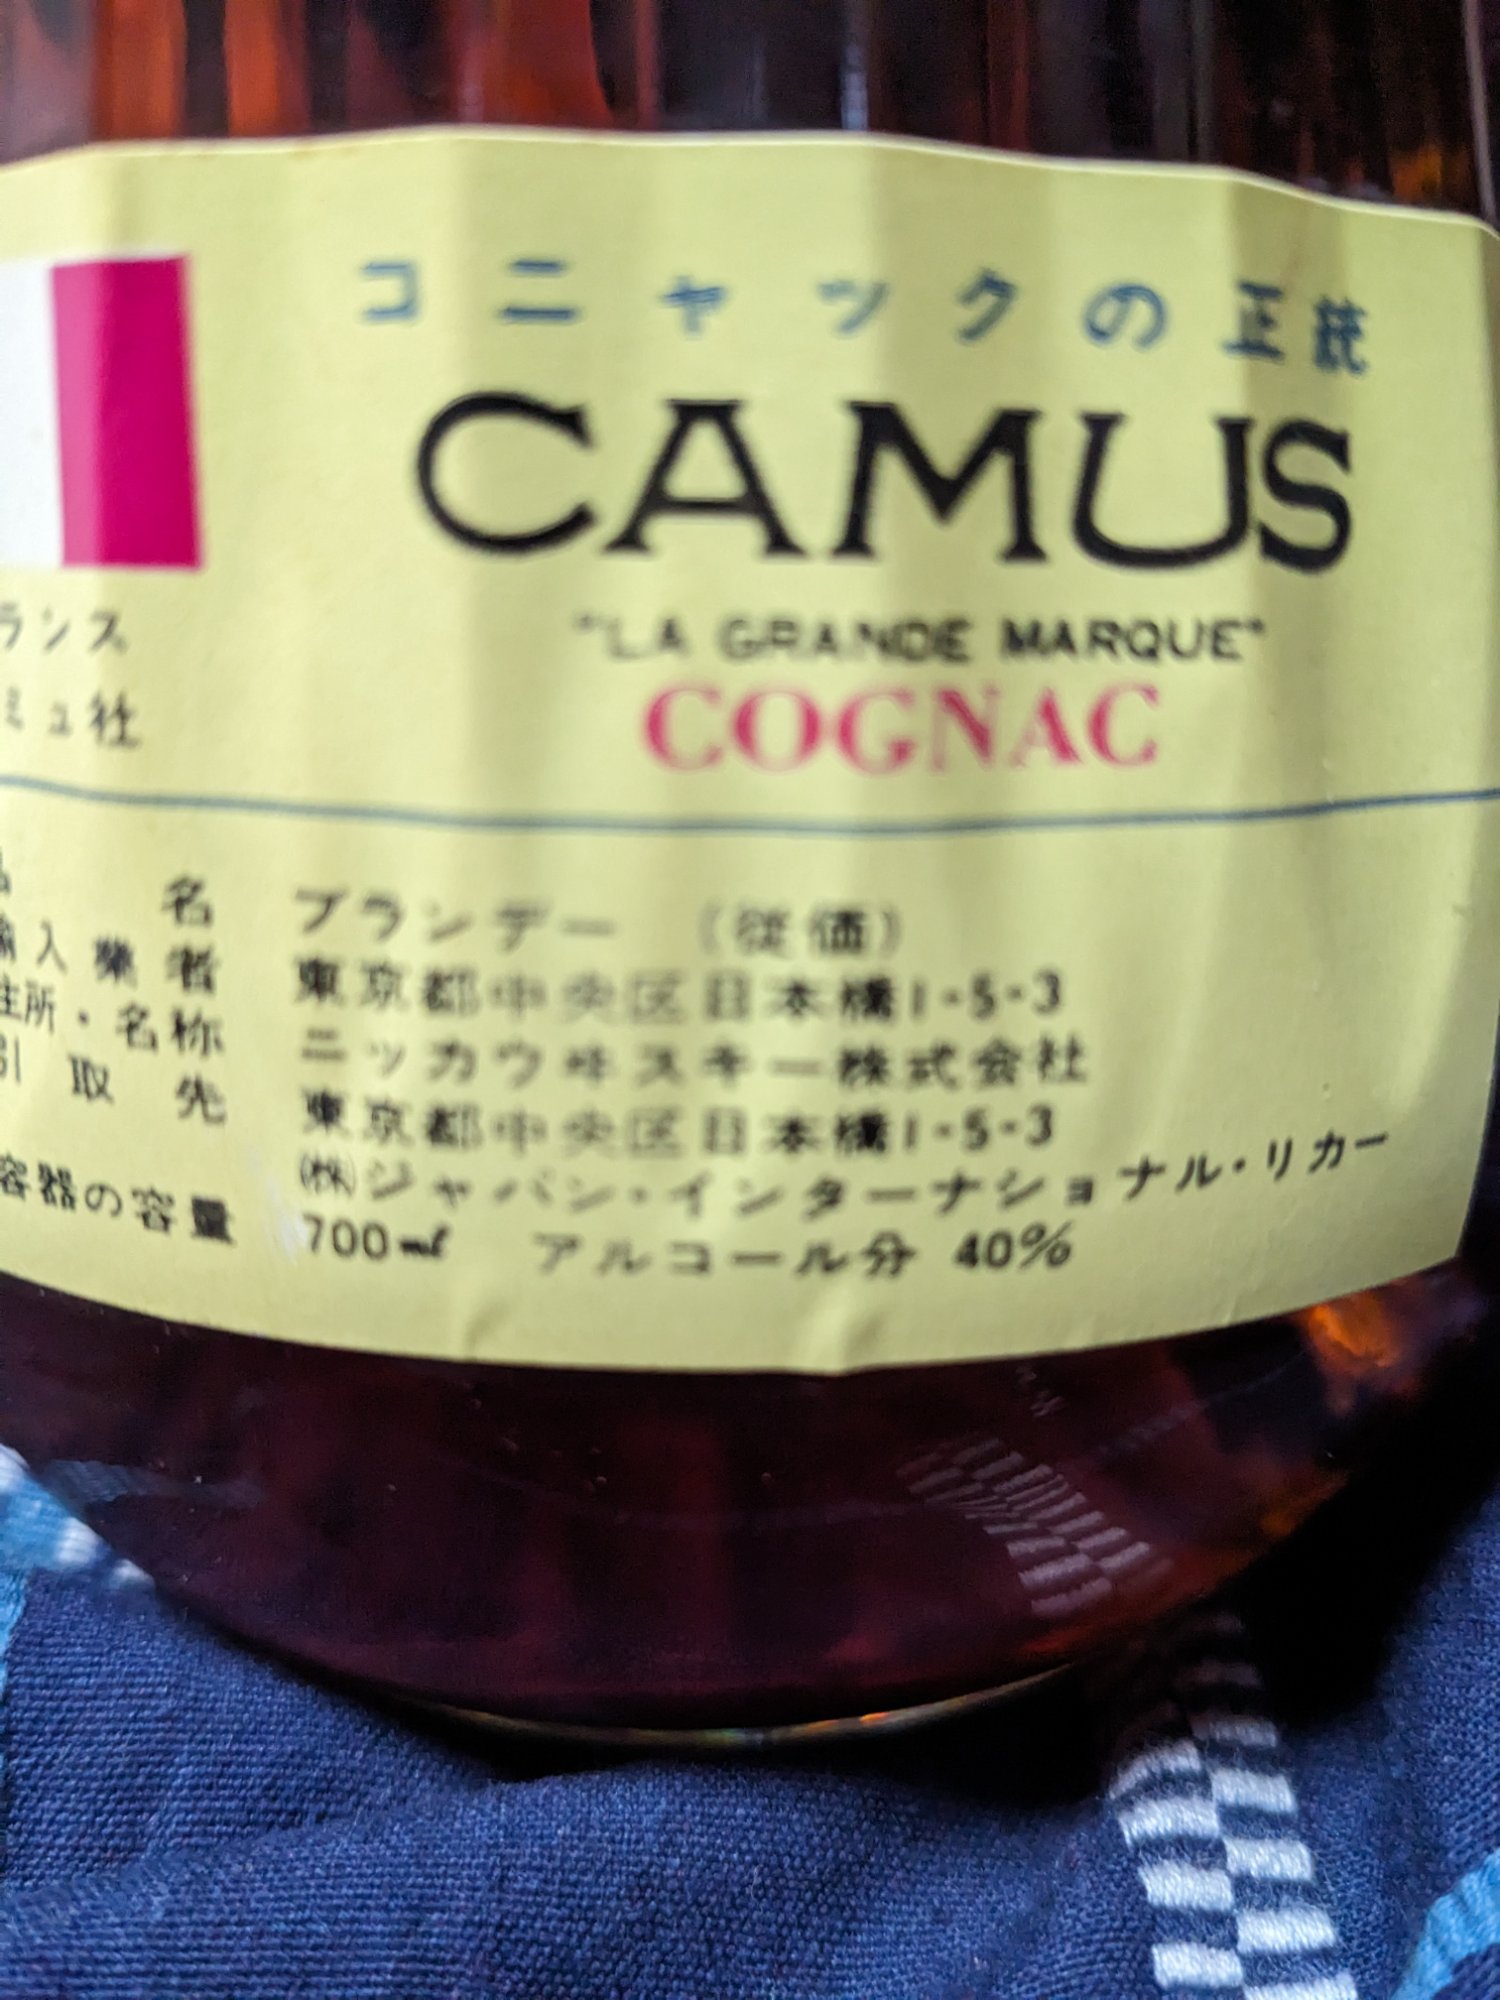 コニャックの正統
CAMUS
"LA GRANDE MARQUE"
COGNAC
ランス
ミュ社
名 ブランデー (従価)
輸入業者 東京都中央区日本橋1-5-3
住所・名称 ニッカウヰスキー株式会社
引取先 東京都中央区日本橋1-5-3
㈱ジャパン・インターナショナル・リカー
容器の容量 700㎖ アルコール分 40%